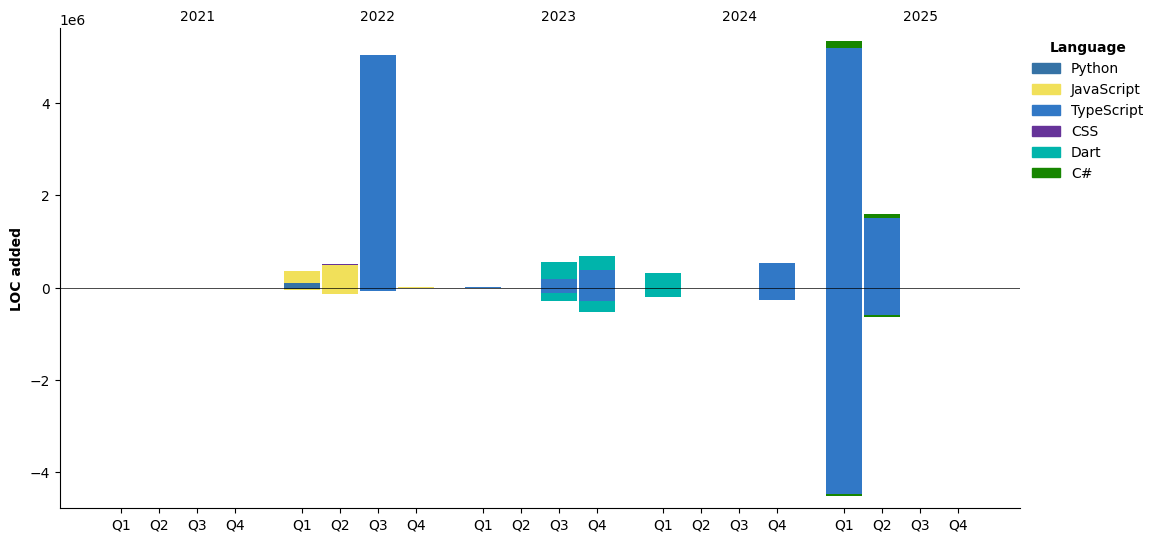 2021 2022 2023 2024 2025
1e6
Language
Python
JavaScript
TypeScript
CSS
Dart
C#
4
2
0
−2
−4
LOC added
Q1 Q2 Q3 Q4 Q1 Q2 Q3 Q4 Q1 Q2 Q3 Q4 Q1 Q2 Q3 Q4 Q1 Q2 Q3 Q4